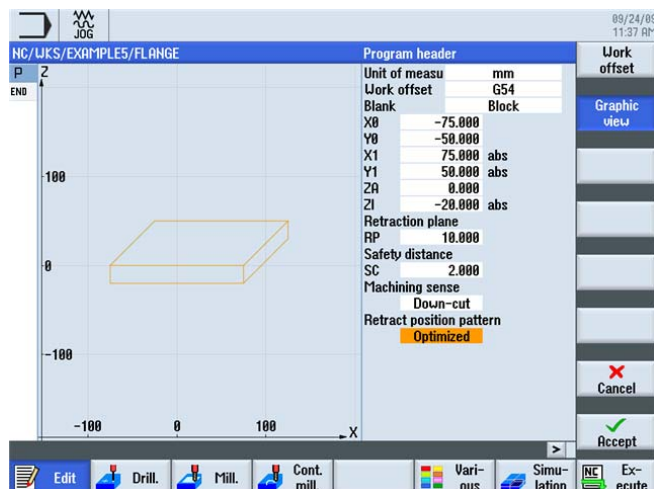 JOG
09/24/09
11:37 AM
NC/WKS/EXAMPLE5/FLANGE
Program header
Work
offset
P
END
Z
100
0
-100
-100
0
100
X
Unit of measu mm
Work offset G54
Blank Block
X0 -75.000
Y0 -50.000
X1 75.000 abs
Y1 50.000 abs
ZA 0.000
ZI -20.000 abs
Retraction plane
RP 10.000
Safety distance
SC 2.000
Machining sense
Down-cut
Retract position pattern
Optimized
Graphic
view
Cancel
>
Accept
Edit
Drill.
Mill.
Cont.
mill.
Vari-
ous
Simu-
lation
NC
Ex-
ecute